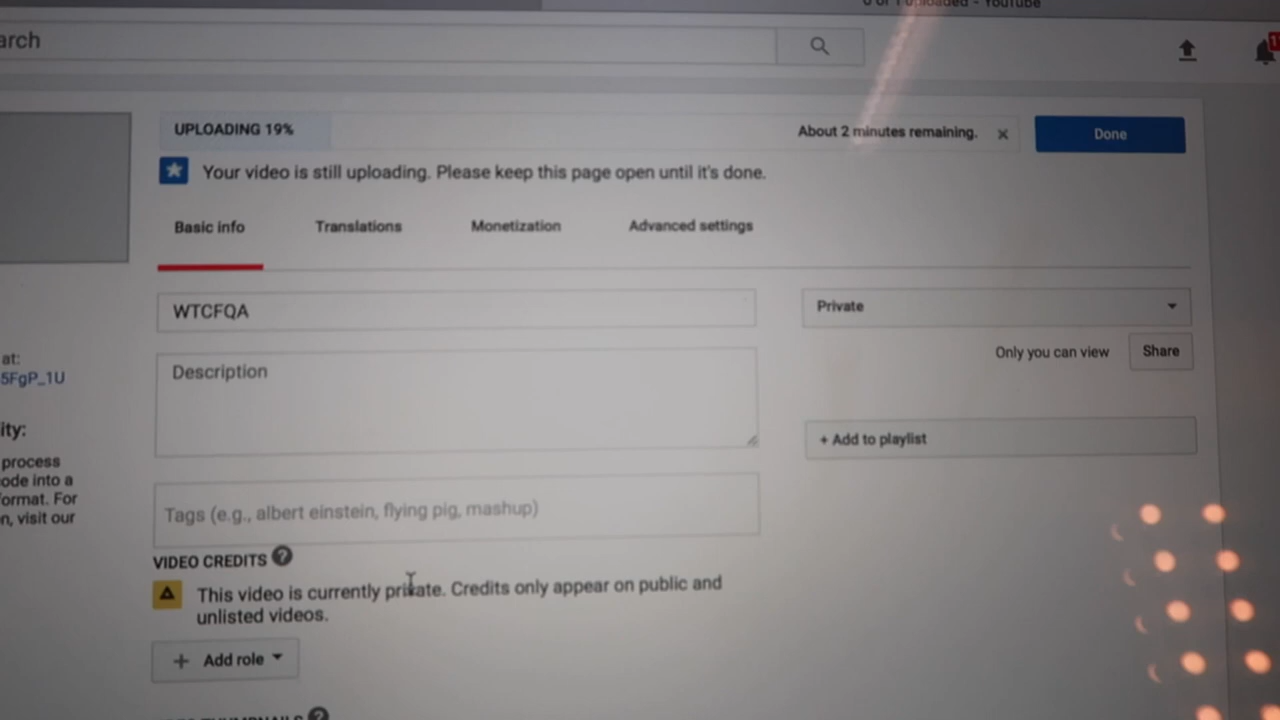 arch
UPLOADING 19%
About 2 minutes remaining.
Done
Your video is still uploading. Please keep this page open until it's done.
Basic info
Translations
Monetization
Advanced settings
WTCFQA
Private
Only you can view
Share
at:
5FgP_1U
Description
+ Add to playlist
ity:
process
ode into a
ormat. For
n, visit our
Tags (e.g., albert einstein, flying pig, mashup)
VIDEO CREDITS ?
This video is currently private. Credits only appear on public and
unlisted videos.
+ Add role